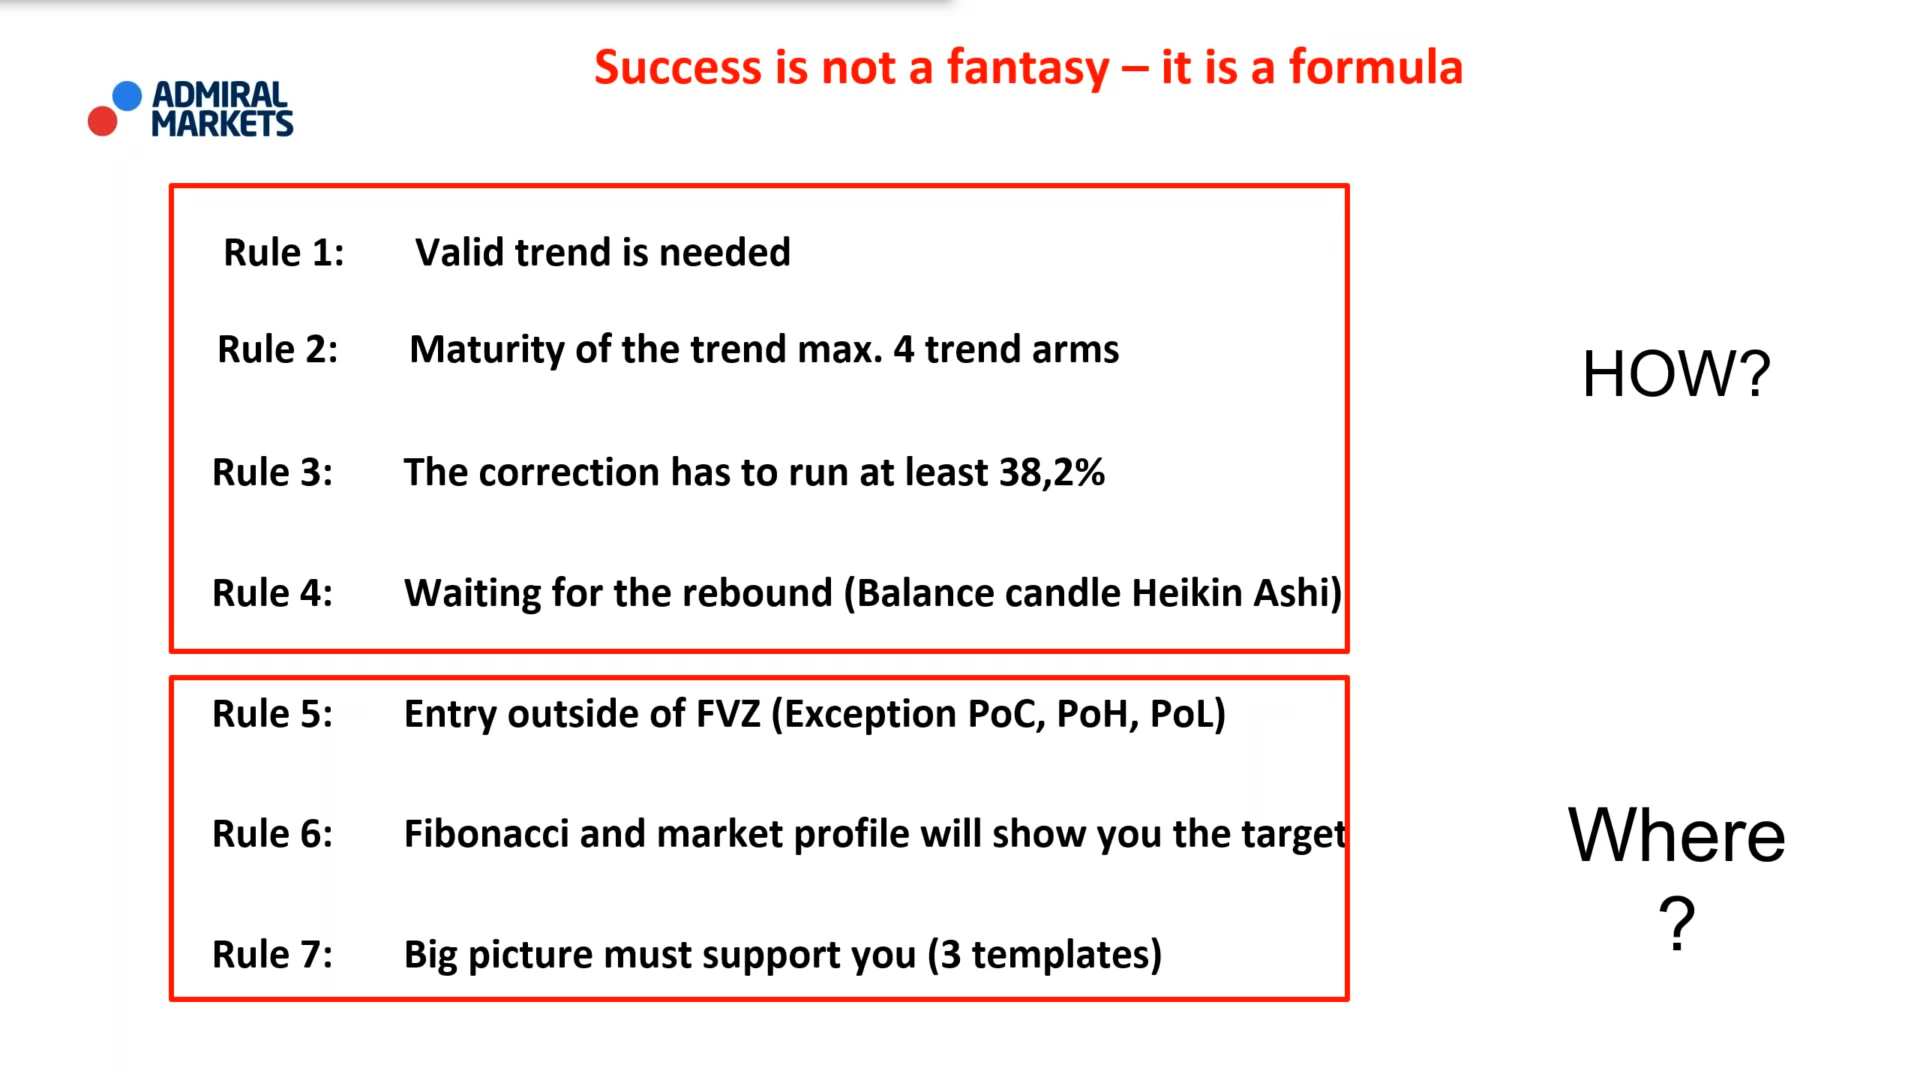 Success is not a fantasy – it is a formula
ADMIRAL
MARKETS
Rule 1: Valid trend is needed
Rule 2: Maturity of the trend max. 4 trend arms
HOW?
Rule 3: The correction has to run at least 38,2%
Rule 4: Waiting for the rebound (Balance candle Heikin Ashi)
Rule 5: Entry outside of FVZ (Exception PoC, PoH, PoL)
Rule 6: Fibonacci and market profile will show you the target
Where
?
Rule 7: Big picture must support you (3 templates)